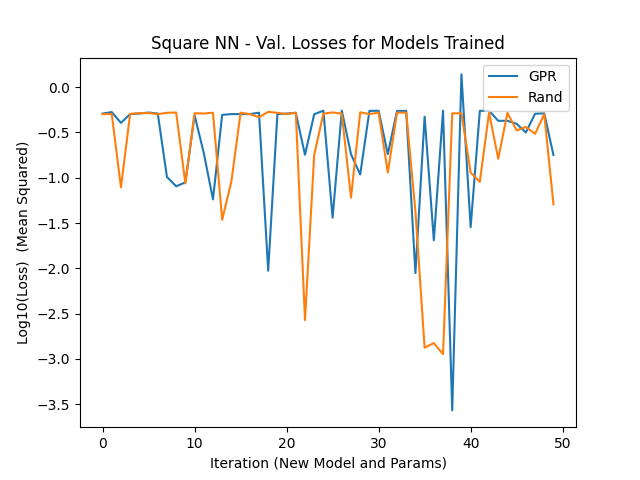 Square NN - Val. Losses for Models Trained
GPR
Rand
0.0
−0.5
−1.0
−1.5
−2.0
−2.5
−3.0
−3.5
Log10(Loss)  (Mean Squared)
0
10
20
30
40
50
Iteration (New Model and Params)